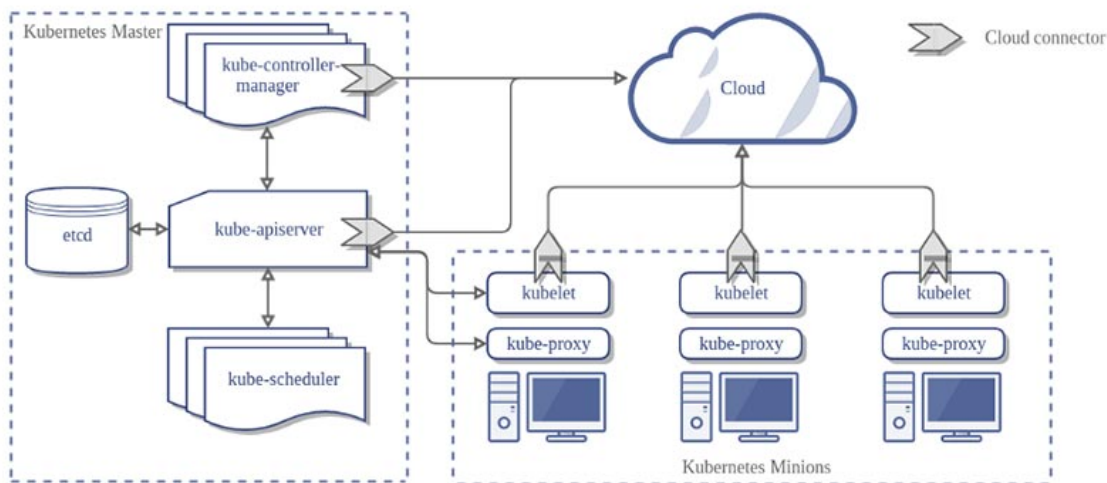 Kubernetes Master
kube-controller-
manager
Cloud
Cloud connector
etcd
kube-apiserver
kube-scheduler
kubelet
kubelet
kubelet
kube-proxy
kube-proxy
kube-proxy
Kubernetes Minions